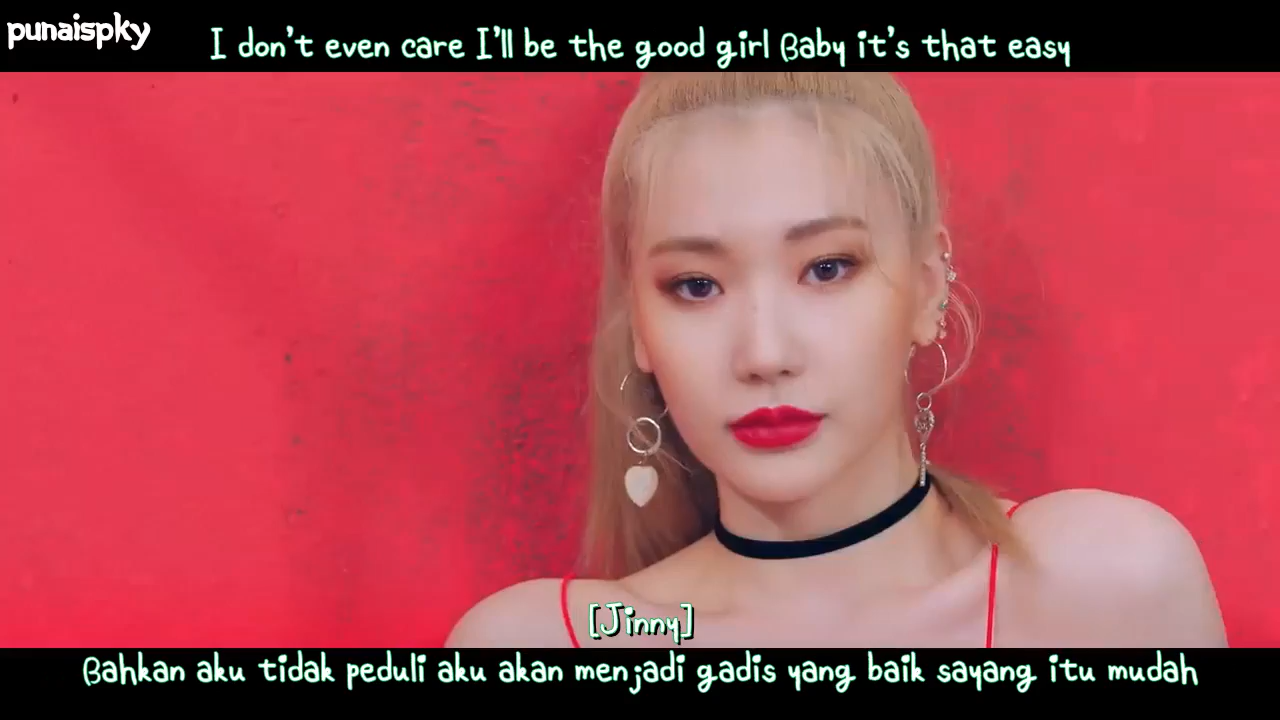 punaispky
I don't even care I'll be the good girl Baby it's that easy
[Jinny]
Bahkan aku tidak peduli aku akan menjadi gadis yang baik sayang itu mudah